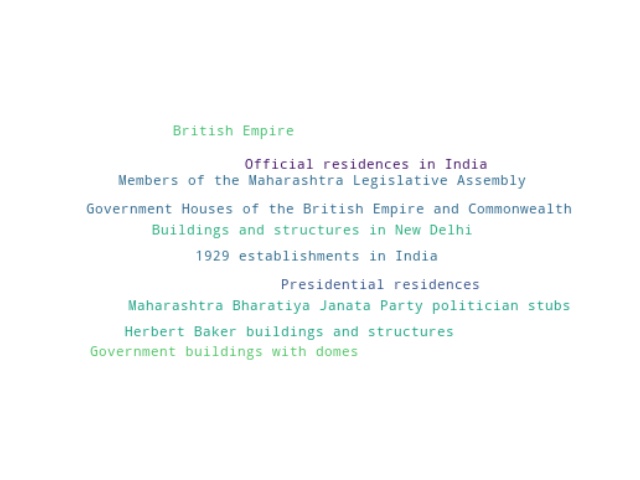 British Empire
Official residences in India
Members of the Maharashtra Legislative Assembly
Government Houses of the British Empire and Commonwealth
Buildings and structures in New Delhi
1929 establishments in India
Presidential residences
Maharashtra Bharatiya Janata Party politician stubs
Herbert Baker buildings and structures
Government buildings with domes